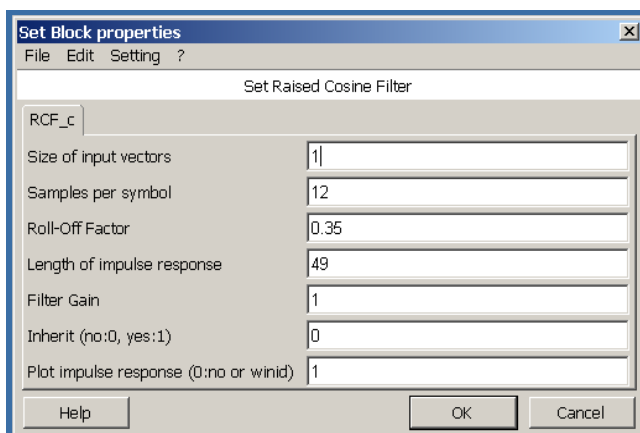 Set Block properties
File Edit Setting ?
Set Raised Cosine Filter
RCF_c
Size of input vectors 1
Samples per symbol 12
Roll-Off Factor 0.35
Length of impulse response 49
Filter Gain 1
Inherit (no:0, yes:1) 0
Plot impulse response (0:no or winid) 1
Help OK Cancel